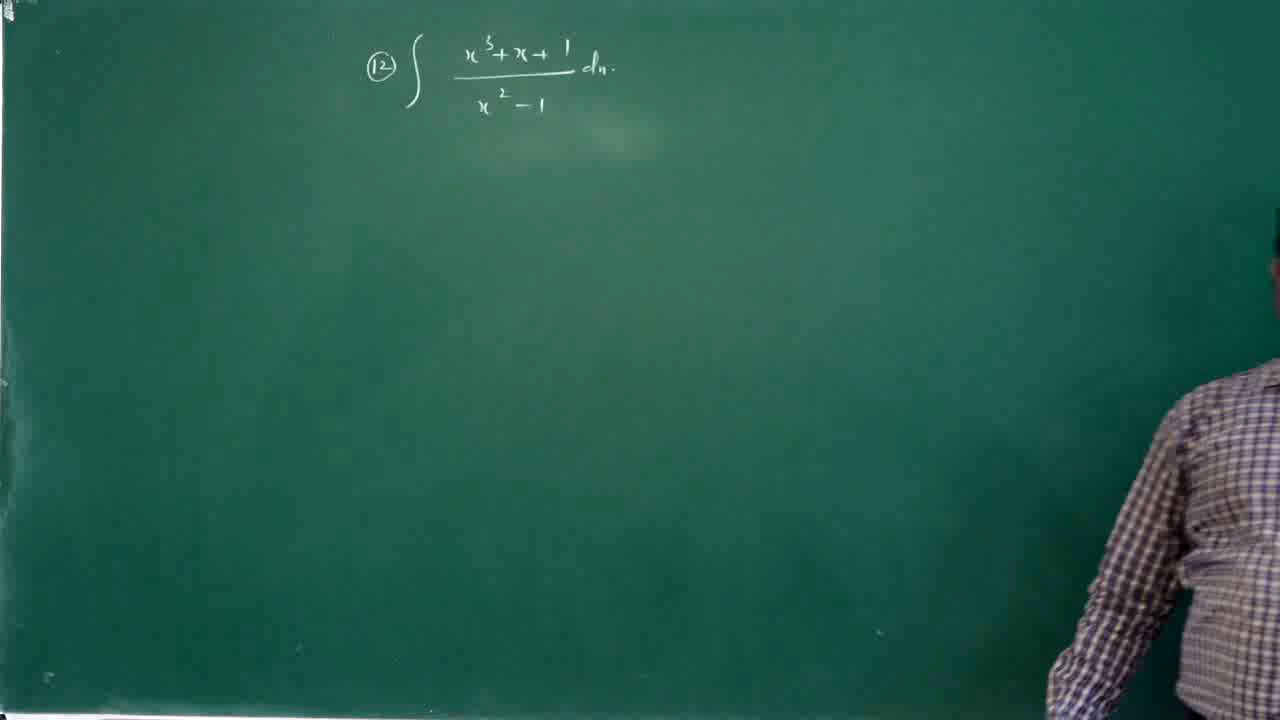 ⑫ ∫ (x³ + x + 1)/(x² − 1) dx.